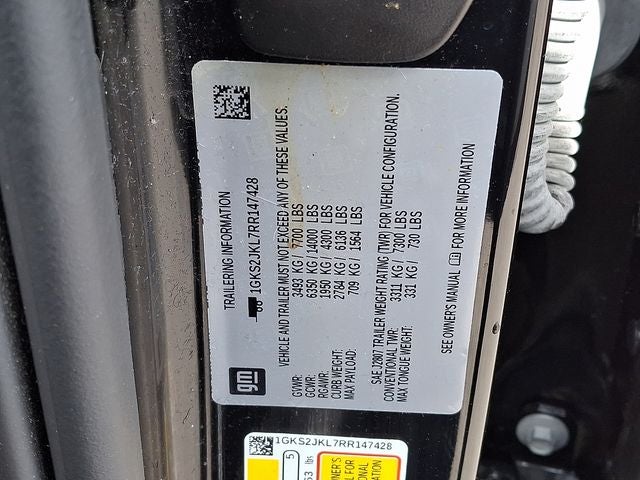 TRAILERING INFORMATION
1GKS2JKL7RR147428
gm
VEHICLE AND TRAILER MUST NOT EXCEED ANY OF THESE VALUES.
GVWR: 3493 KG / 7700 LBS
GCWR: 6350 KG / 14000 LBS
RGAWR: 1950 KG / 4300 LBS
CURB WEIGHT: 2784 KG / 6136 LBS
MAX PAYLOAD: 709 KG / 1564 LBS
SAE J2807 TRAILER WEIGHT RATING (TWR) FOR VEHICLE CONFIGURATION.
CONVENTIONAL TWR: 3311 KG / 7300 LBS
MAX TONGUE WEIGHT: 331 KG / 730 LBS
SEE OWNER'S MANUAL FOR MORE INFORMATION
1GKS2JKL7RR147428
5
lbs